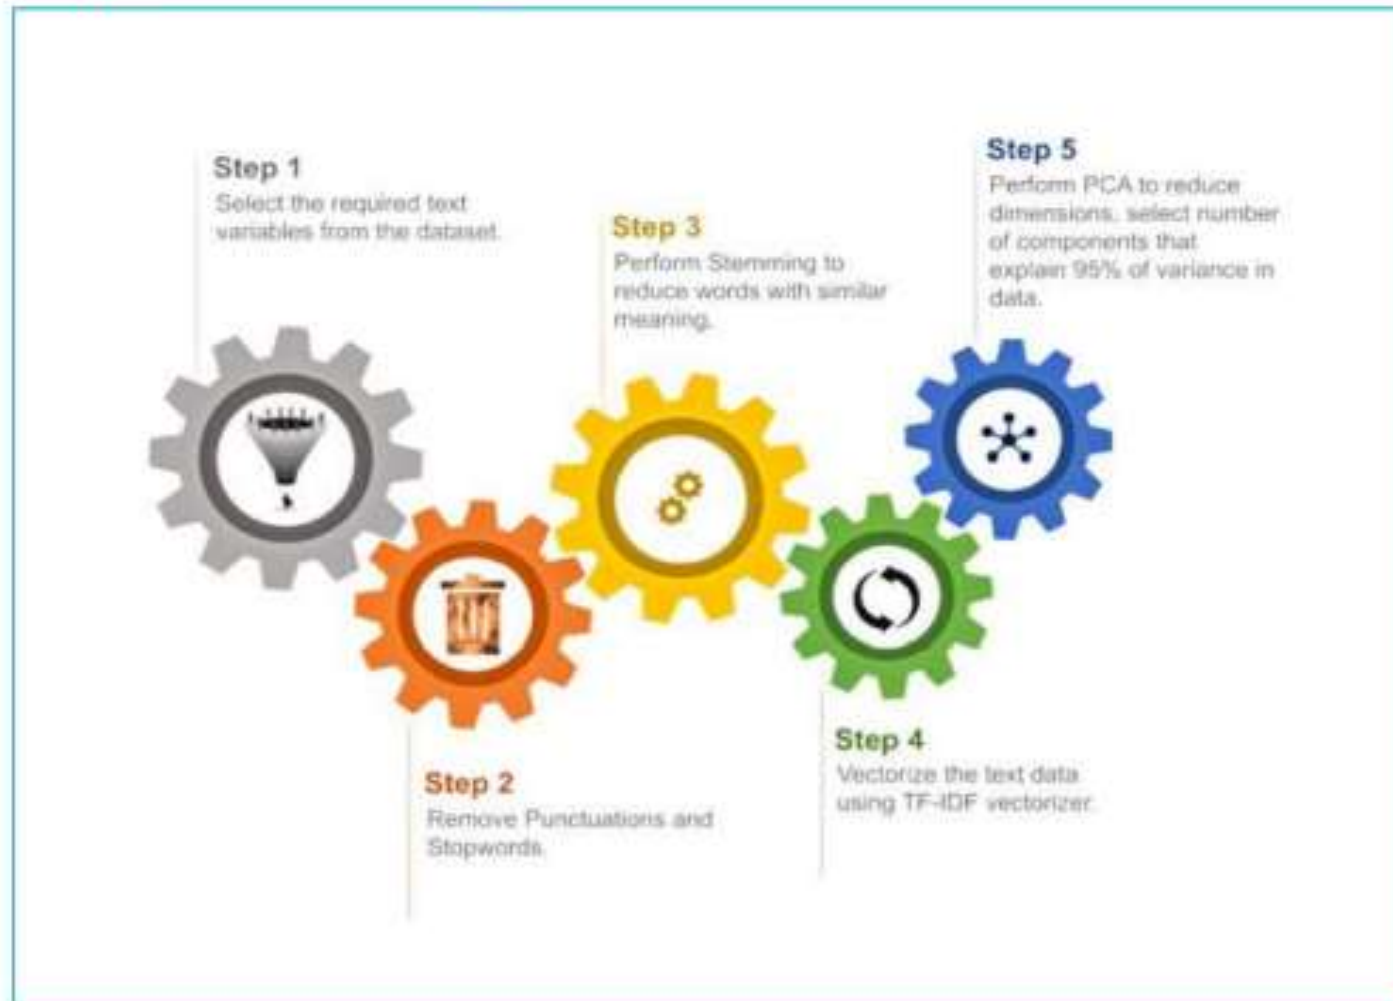 Step 1
Select the required text
variables from the dataset.
Step 2
Remove Punctuations and
Stopwords.
Step 3
Perform Stemming to
reduce words with similar
meaning.
Step 4
Vectorize the text data
using TF-IDF vectorizer.
Step 5
Perform PCA to reduce
dimensions, select number
of components that
explain 95% of variance in
data.